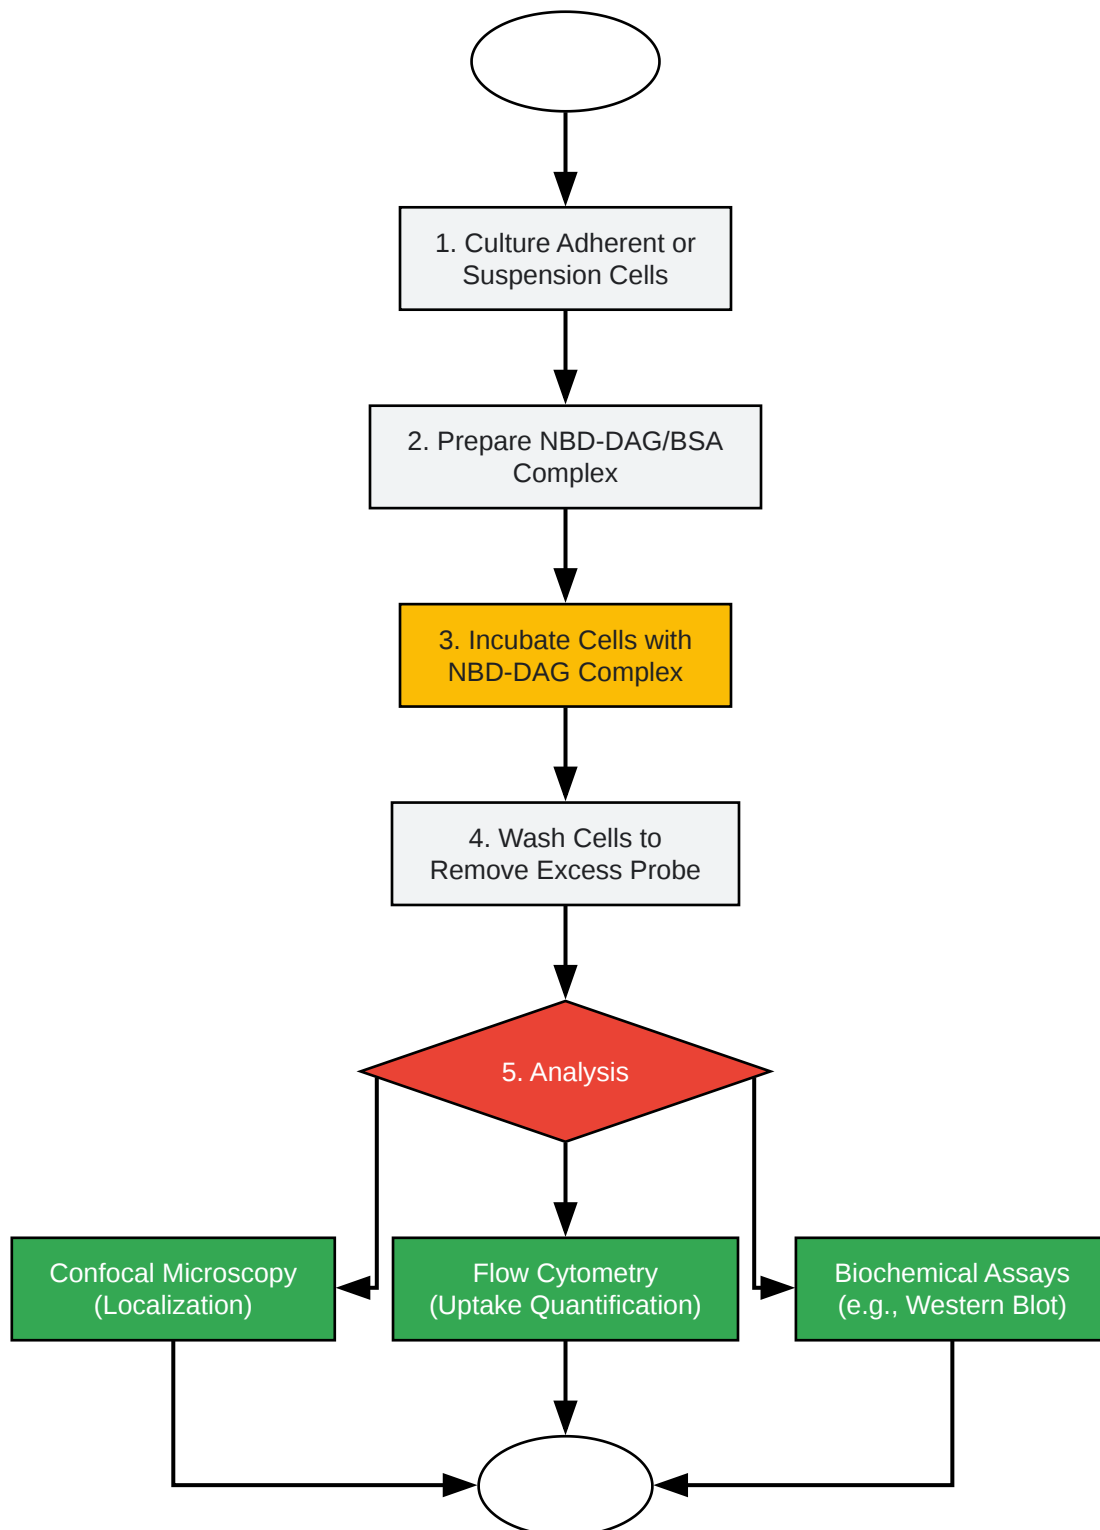 1. Culture Adherent or
Suspension Cells
2. Prepare NBD-DAG/BSA
Complex
3. Incubate Cells with
NBD-DAG Complex
4. Wash Cells to
Remove Excess Probe
5. Analysis
Confocal Microscopy
(Localization)
Flow Cytometry
(Uptake Quantification)
Biochemical Assays
(e.g., Western Blot)